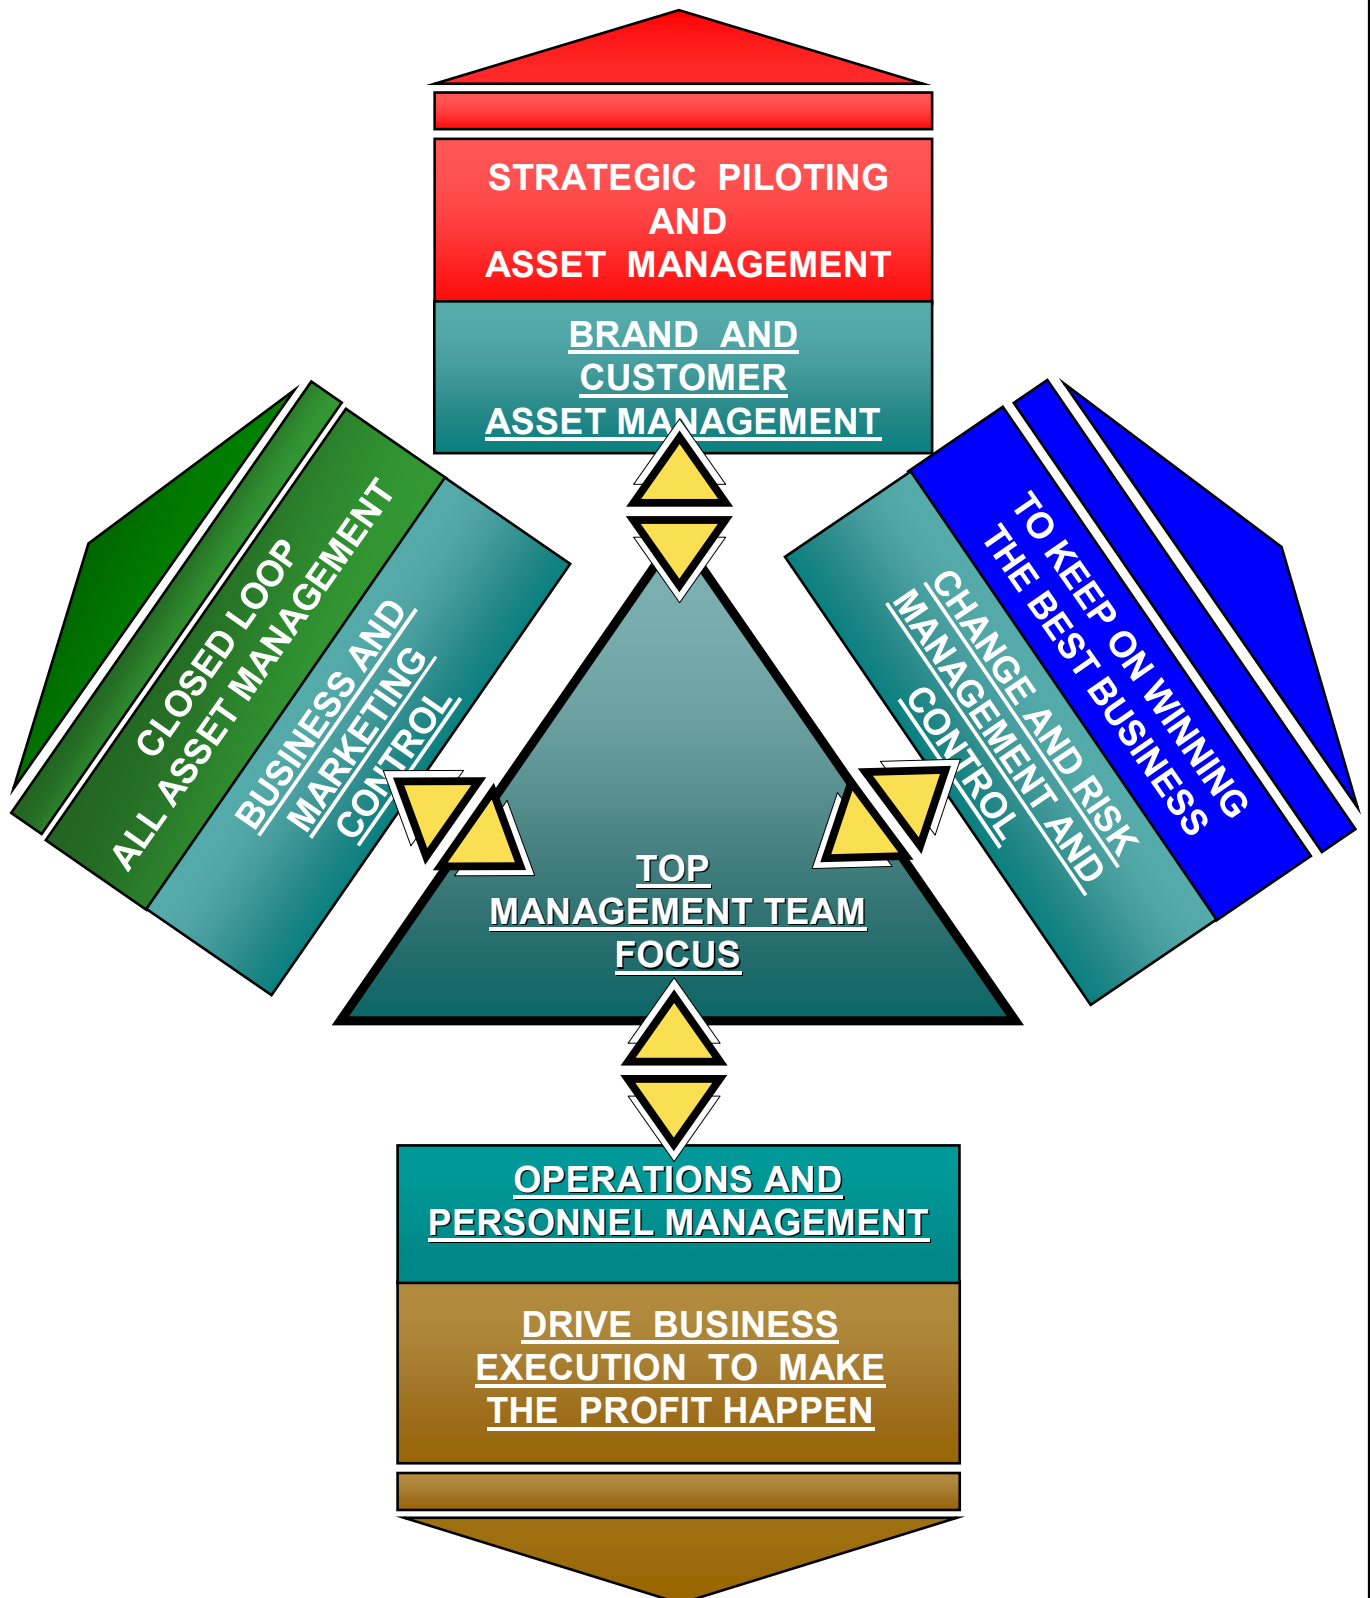 STRATEGIC PILOTING
AND
ASSET MANAGEMENT
BRAND AND
CUSTOMER
ASSET MANAGEMENT
CLOSED LOOP
ALL ASSET MANAGEMENT
BUSINESS AND
MARKETING
CONTROL
TO KEEP ON WINNING
THE BEST BUSINESS
CHANGE AND RISK
MANAGEMENT AND
CONTROL
TOP
MANAGEMENT TEAM
FOCUS
OPERATIONS AND
PERSONNEL MANAGEMENT
DRIVE BUSINESS
EXECUTION TO MAKE
THE PROFIT HAPPEN